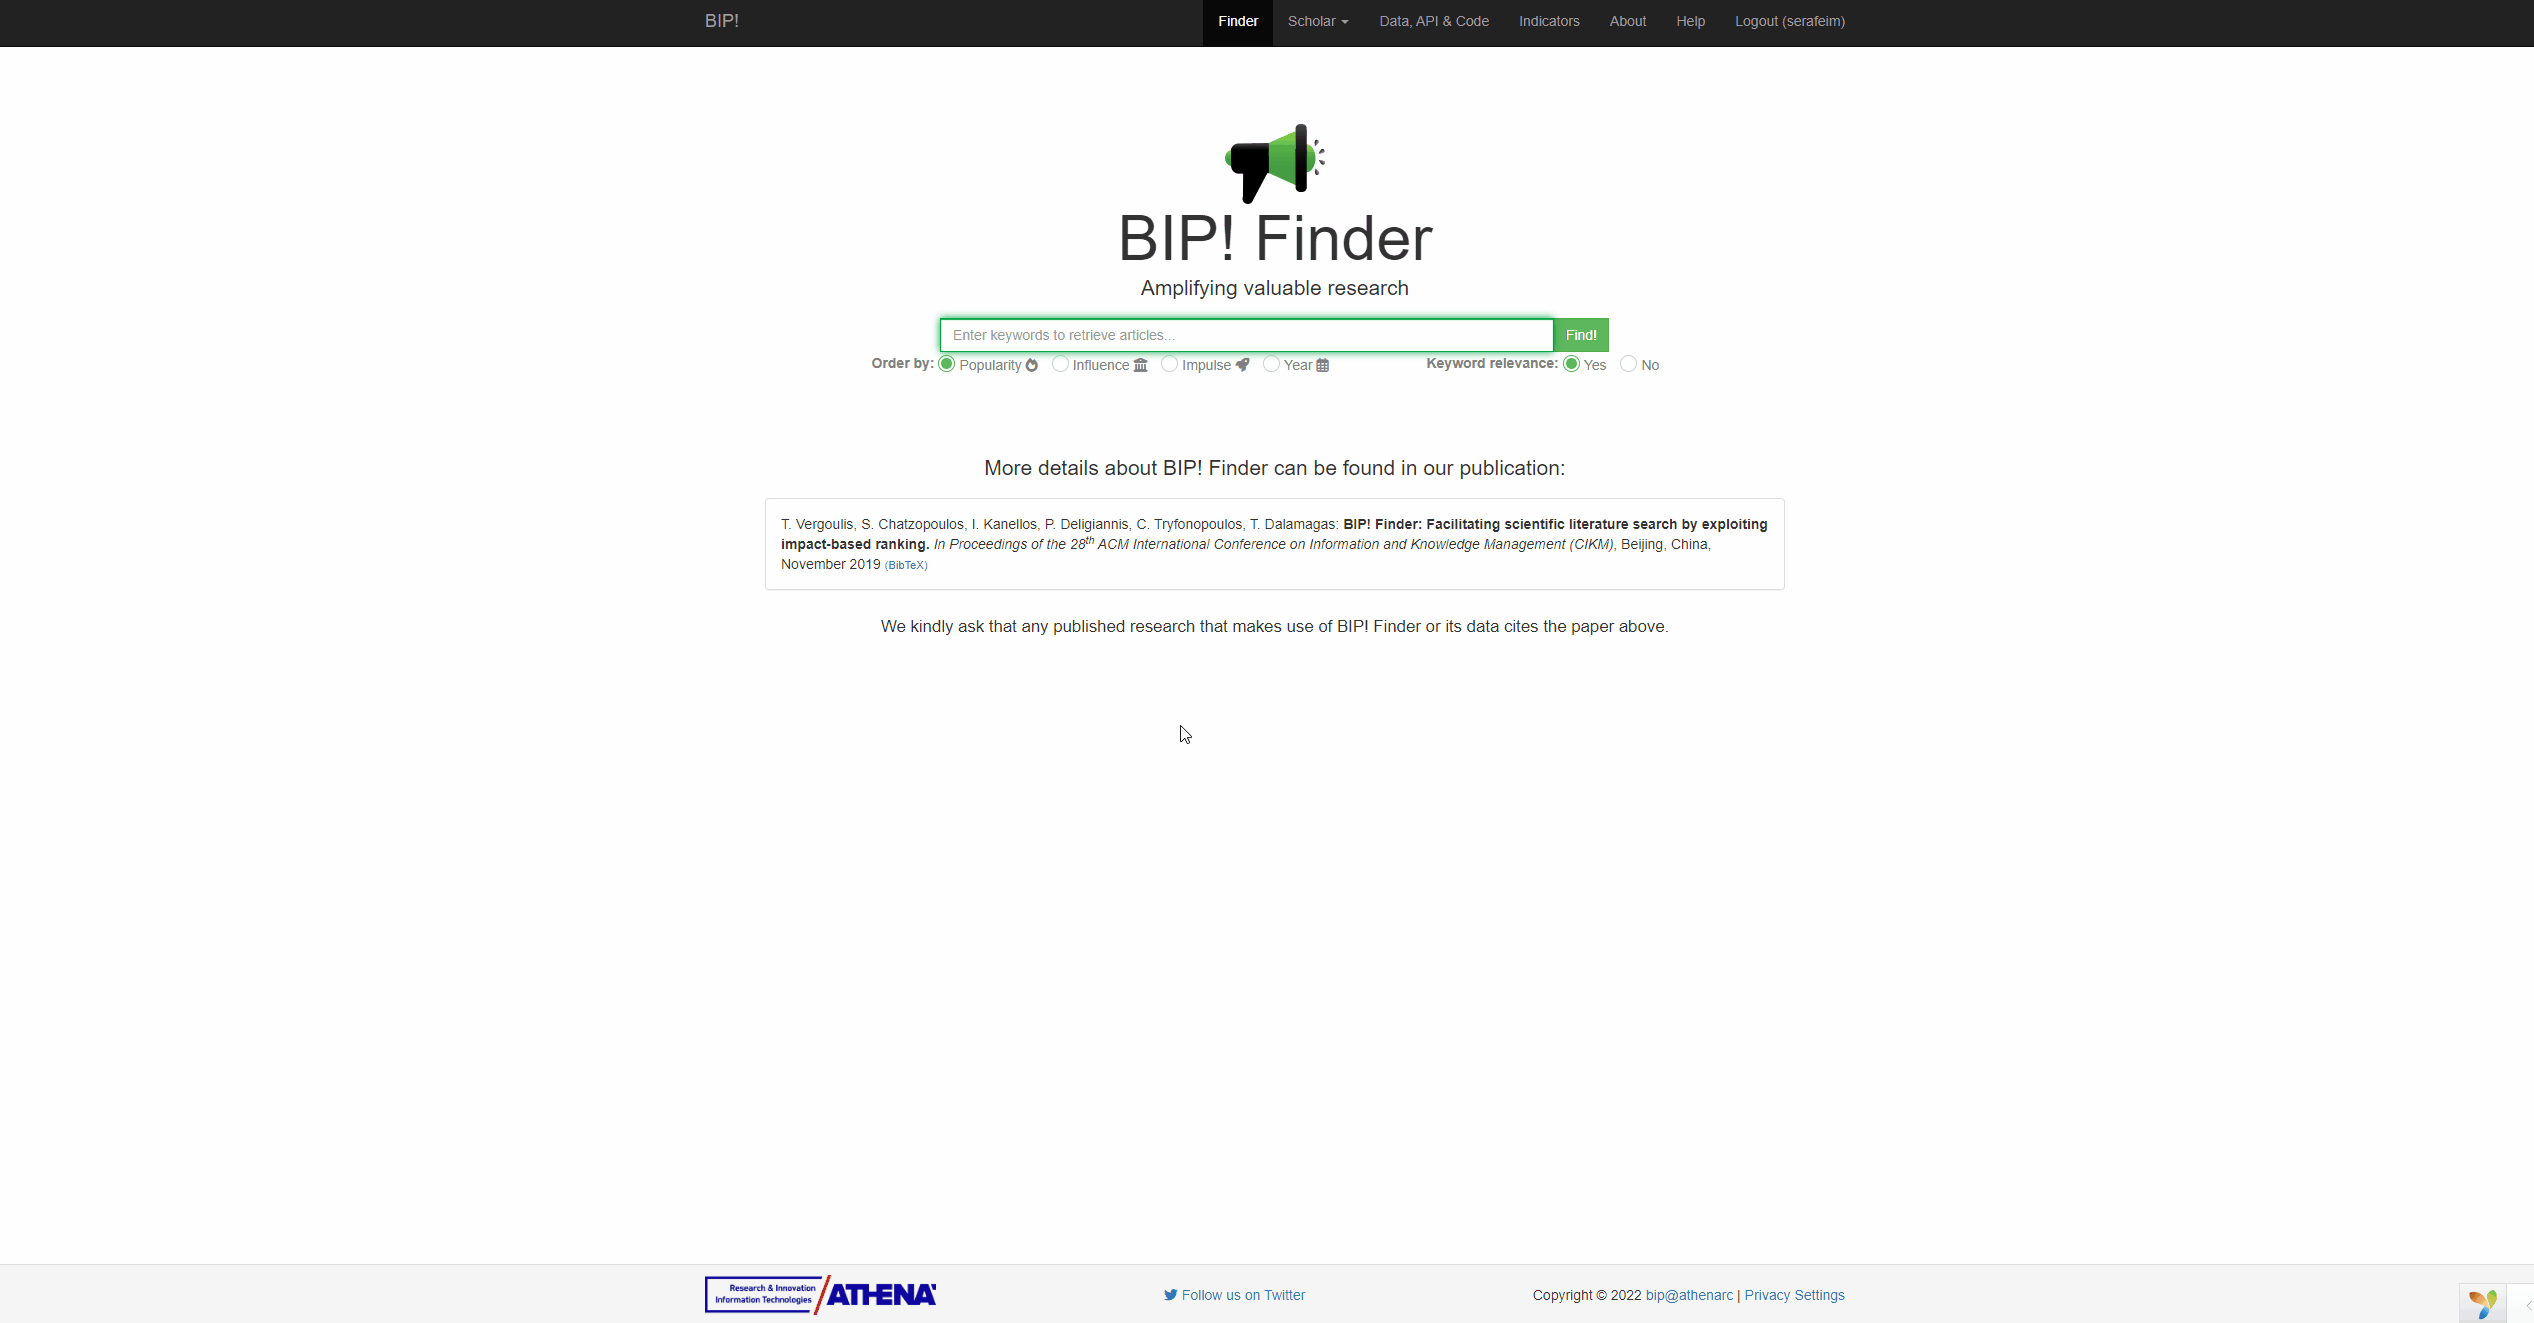 BIP!
Finder
Scholar
Data, API & Code
Indicators
About
Help
Logout (serafeim)
BIP! Finder
Amplifying valuable research
Enter keywords to retrieve articles...
Find!
Order by: Popularity Influence Impulse Year
Keyword relevance: Yes No
More details about BIP! Finder can be found in our publication:
T. Vergoulis, S. Chatzopoulos, I. Kanellos, P. Deligiannis, C. Tryfonopoulos, T. Dalamagas: BIP! Finder: Facilitating scientific literature search by exploiting
impact-based ranking. In Proceedings of the 28th ACM International Conference on Information and Knowledge Management (CIKM), Beijing, China,
November 2019 (BibTeX)
We kindly ask that any published research that makes use of BIP! Finder or its data cites the paper above.
Research & Innovation
Information Technologies
ATHENA
Follow us on Twitter
Copyright © 2022 bip@athenarc | Privacy Settings